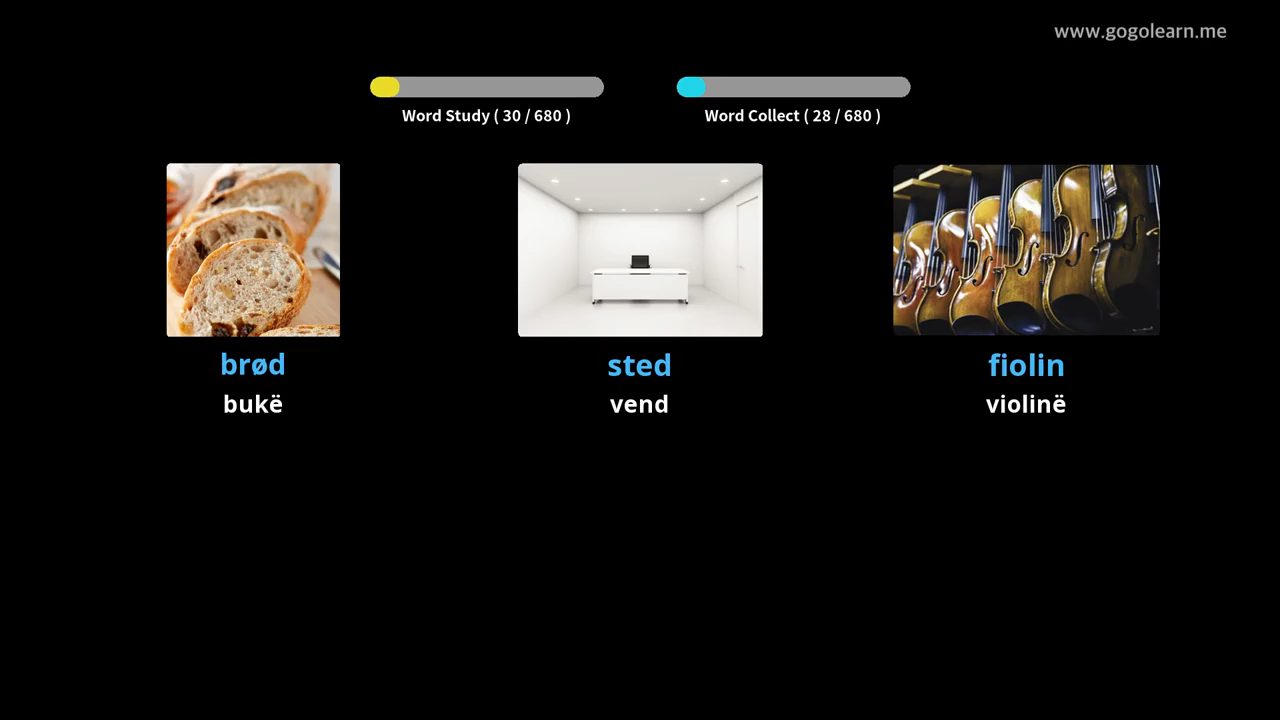 www.gogolearn.me
Word Study ( 30 / 680 )
Word Collect ( 28 / 680 )
brød
sted
fiolin
bukë
vend
violinë